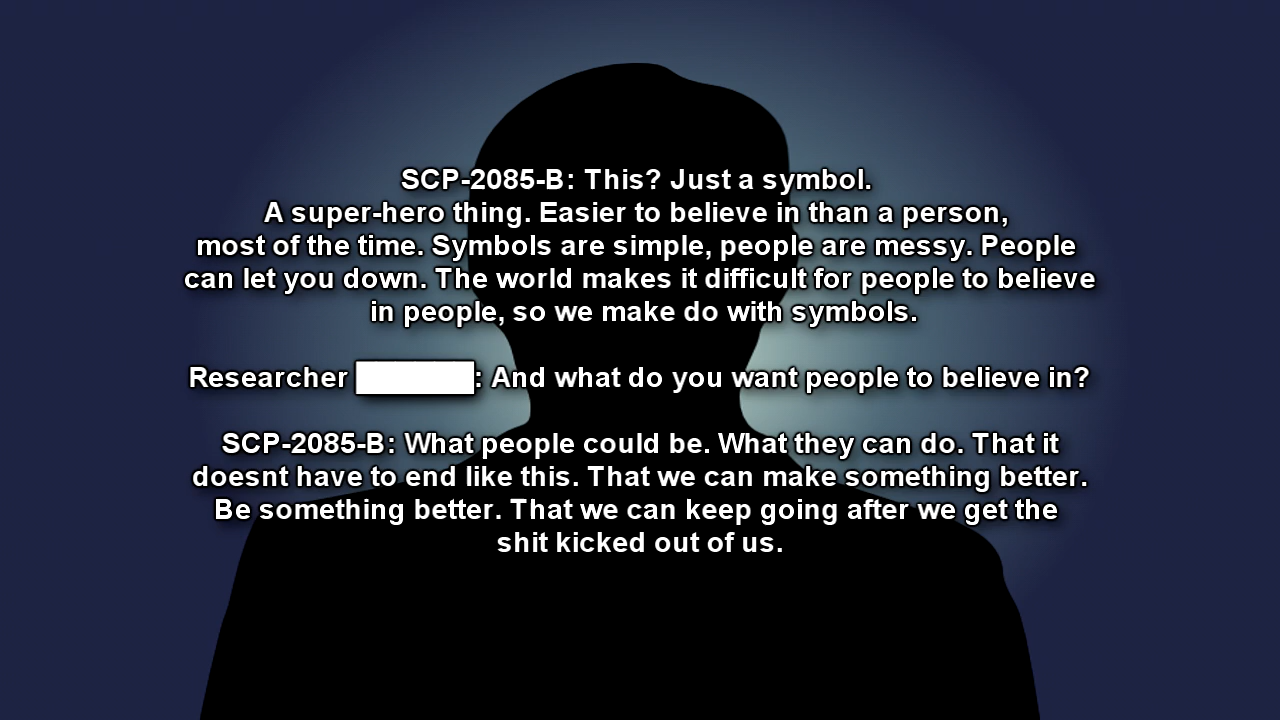 SCP-2085-B: This? Just a symbol.
A super-hero thing. Easier to believe in than a person,
most of the time. Symbols are simple, people are messy. People
can let you down. The world makes it difficult for people to believe
in people, so we make do with symbols.
Researcher ██████: And what do you want people to believe in?
SCP-2085-B: What people could be. What they can do. That it
doesnt have to end like this. That we can make something better.
Be something better. That we can keep going after we get the
shit kicked out of us.